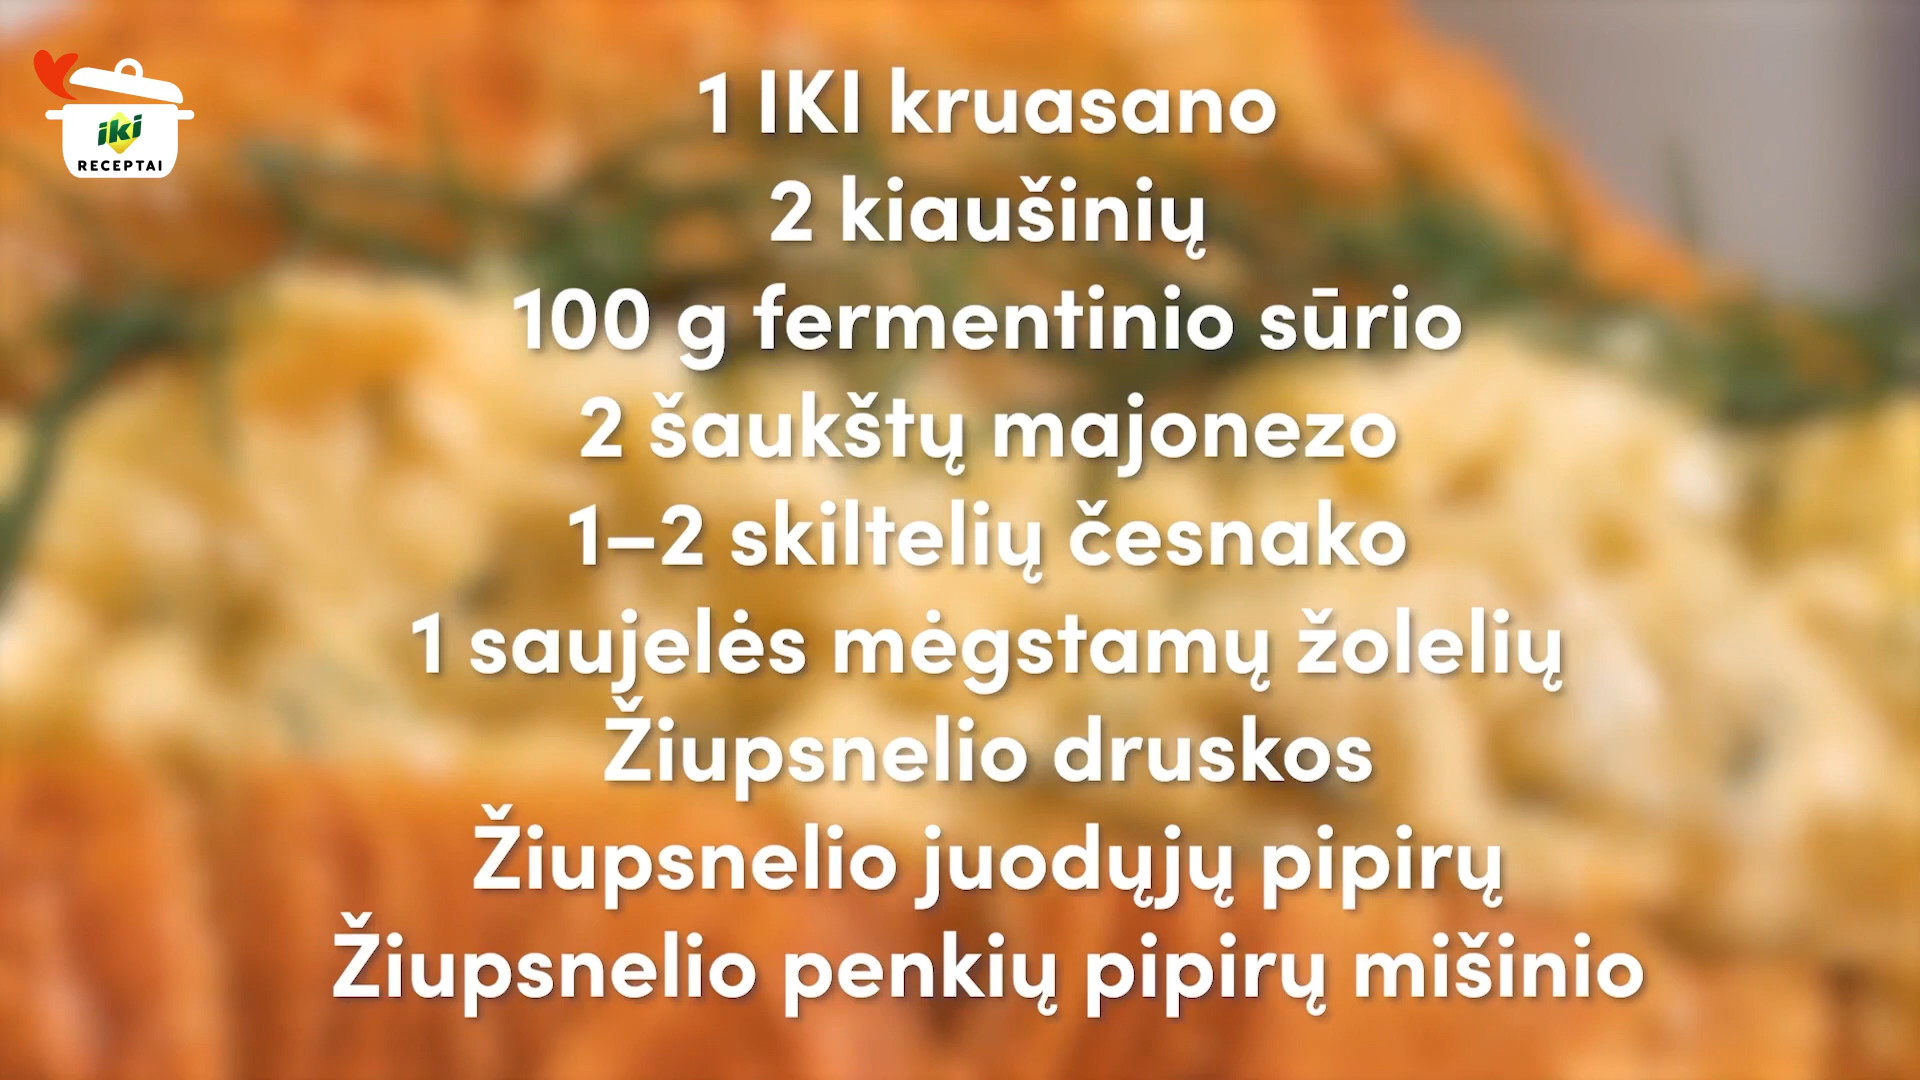 iki
RECEPTAI
1 IKI kruasano
2 kiaušinių
100 g fermentinio sūrio
2 šaukštų majonezo
1–2 skiltelių česnako
1 saujelės mėgstamų žolelių
Žiupsnelio druskos
Žiupsnelio juodųjų pipirų
Žiupsnelio penkių pipirų mišinio